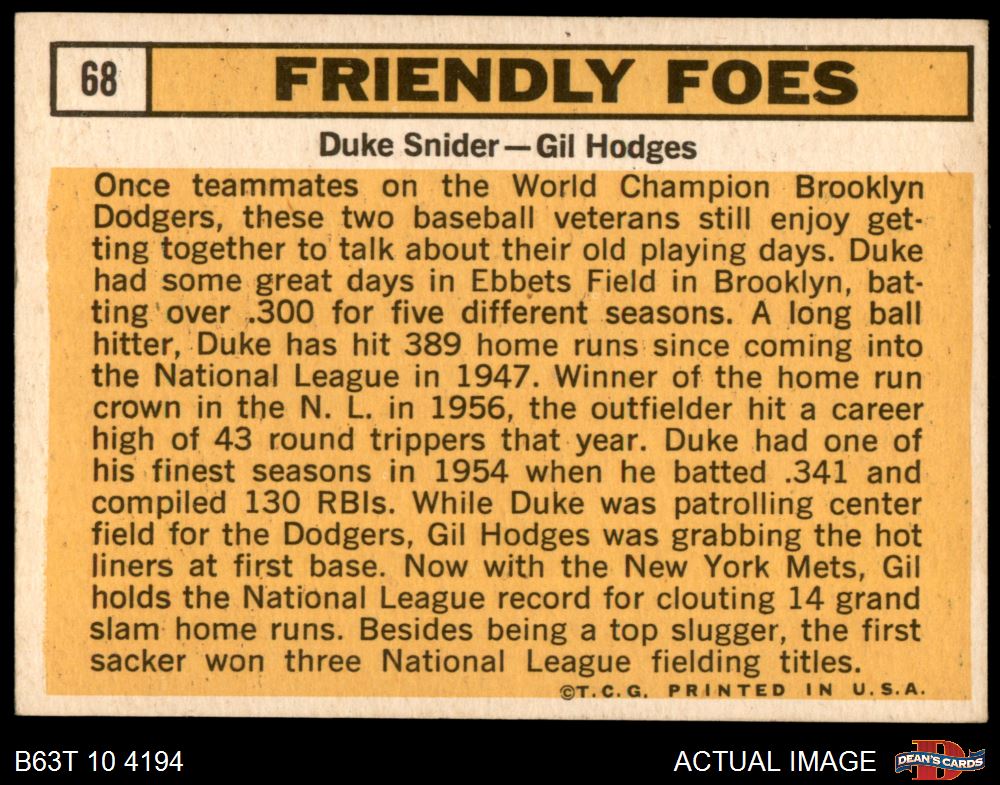 68
FRIENDLY FOES
Duke Snider—Gil Hodges
Once teammates on the World Champion Brooklyn
Dodgers, these two baseball veterans still enjoy get-
ting together to talk about their old playing days. Duke
had some great days in Ebbets Field in Brooklyn, bat-
ting over .300 for five different seasons. A long ball
hitter, Duke has hit 389 home runs since coming into
the National League in 1947. Winner of the home run
crown in the N. L. in 1956, the outfielder hit a career
high of 43 round trippers that year. Duke had one of
his finest seasons in 1954 when he batted .341 and
compiled 130 RBIs. While Duke was patrolling center
field for the Dodgers, Gil Hodges was grabbing the hot
liners at first base. Now with the New York Mets, Gil
holds the National League record for clouting 14 grand
slam home runs. Besides being a top slugger, the first
sacker won three National League fielding titles.
©T.C.G. PRINTED IN U.S.A.
B63T 10 4194
ACTUAL IMAGE
D
DEAN'S CARDS